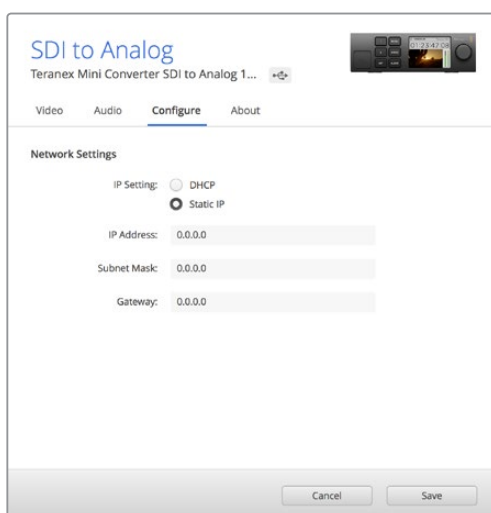 SDI to Analog
Teranex Mini Converter SDI to Analog 1...
01:23:47:03
Video Audio Configure About
Network Settings
IP Setting: DHCP
Static IP
IP Address: 0.0.0.0
Subnet Mask: 0.0.0.0
Gateway: 0.0.0.0
Cancel Save